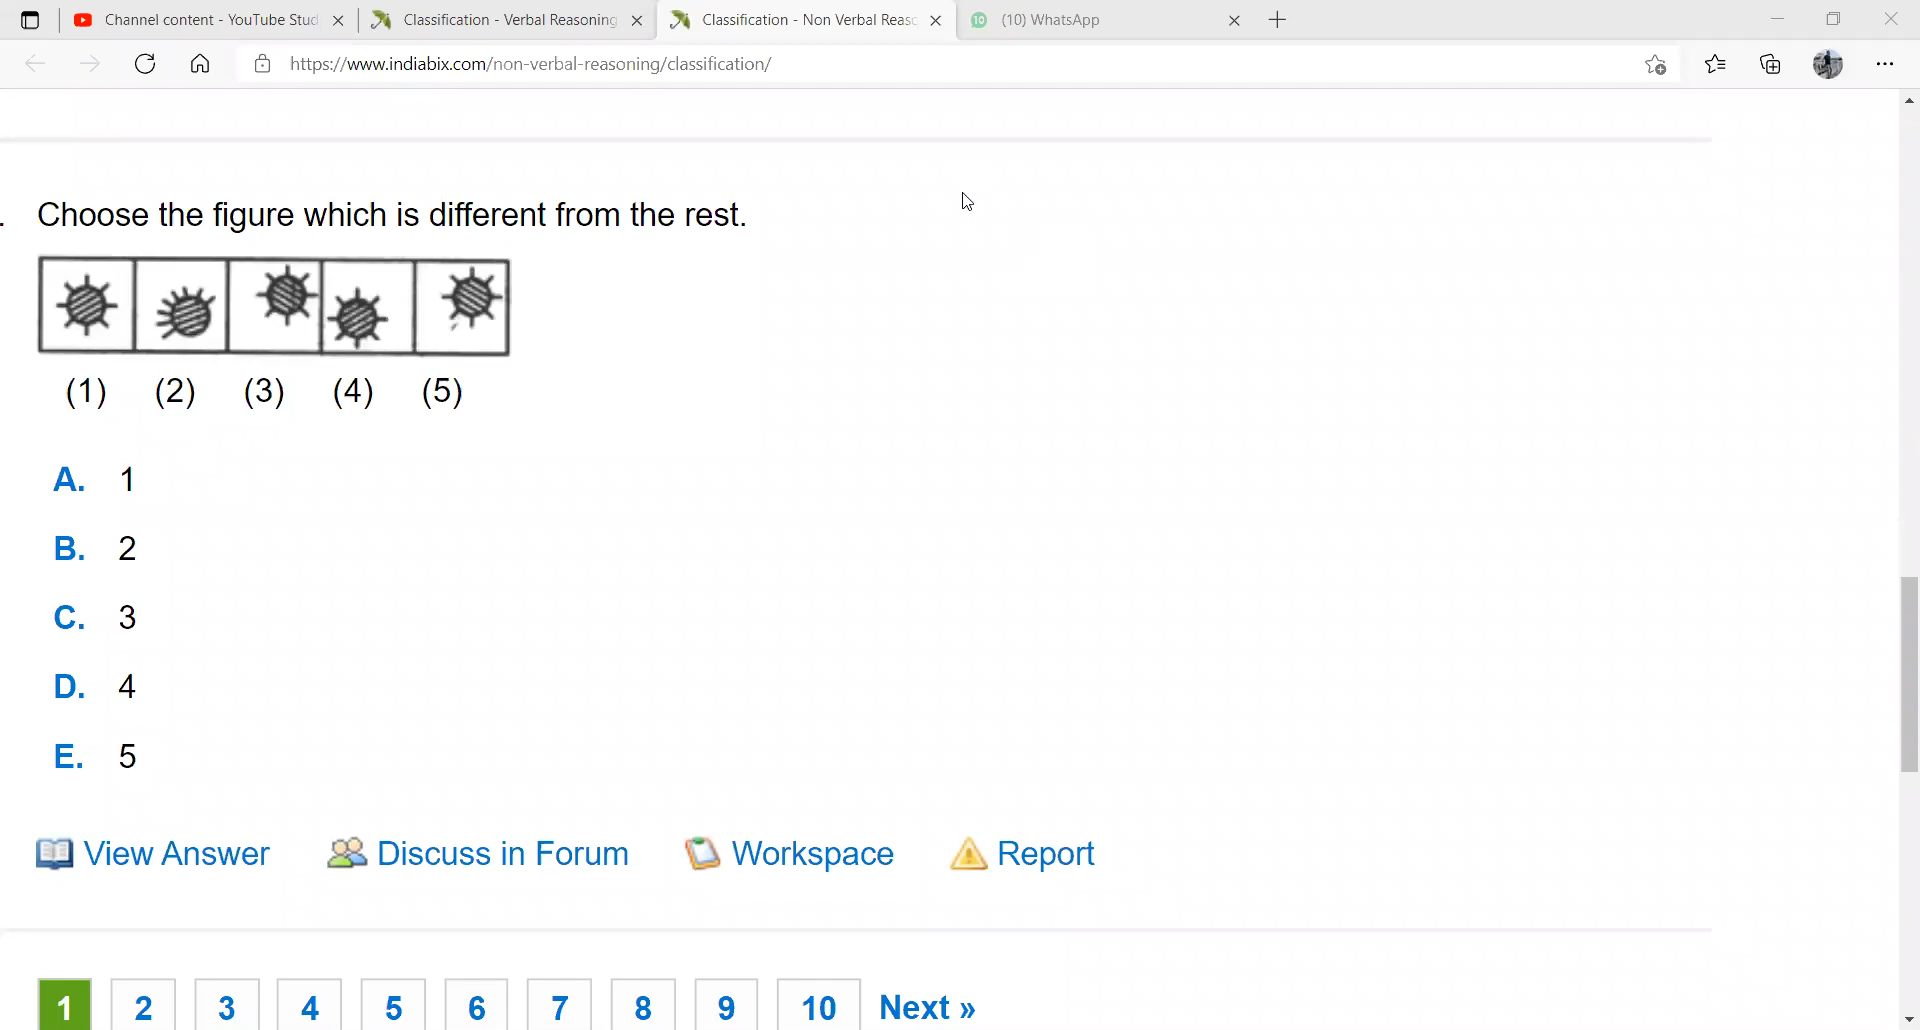 Channel content - YouTube Stud
Classification - Verbal Reasoning
Classification - Non Verbal Reaso
10 (10) WhatsApp
https://www.indiabix.com/non-verbal-reasoning/classification/
. Choose the figure which is different from the rest.
(1) (2) (3) (4) (5)
A. 1
B. 2
C. 3
D. 4
E. 5
View Answer Discuss in Forum Workspace Report
1 2 3 4 5 6 7 8 9 10 Next »